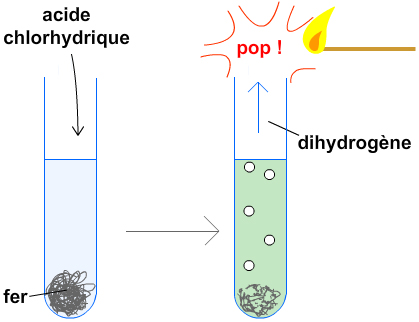 acide
chlorhydrique
pop !
dihydrogène
fer